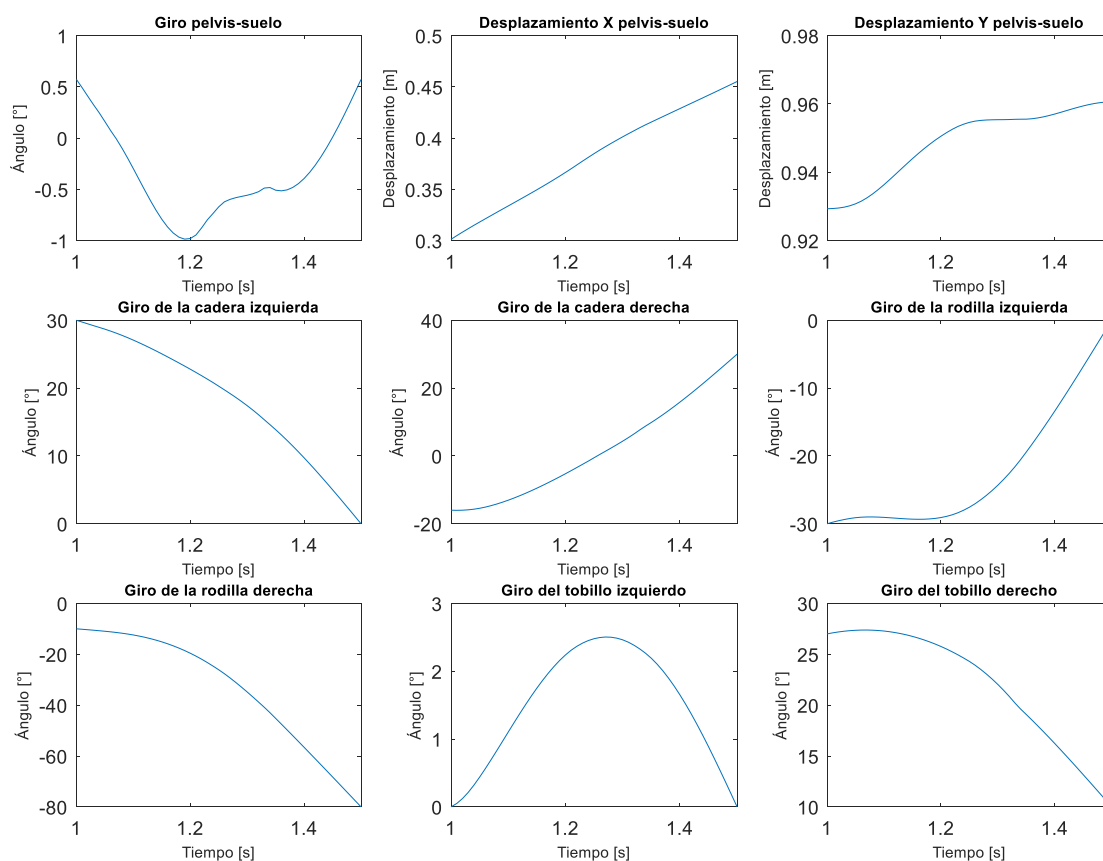 Giro pelvis-suelo
1
0.5
0
-0.5
-1
Ángulo [°]
1 1.2 1.4
Tiempo [s]
Desplazamiento X pelvis-suelo
0.5
0.45
0.4
0.35
0.3
Desplazamiento [m]
1 1.2 1.4
Tiempo [s]
Desplazamiento Y pelvis-suelo
0.98
0.96
0.94
0.92
Desplazamiento [m]
1 1.2 1.4
Tiempo [s]
Giro de la cadera izquierda
30
20
10
0
Ángulo [°]
1 1.2 1.4
Tiempo [s]
Giro de la cadera derecha
40
20
0
-20
Ángulo [°]
1 1.2 1.4
Tiempo [s]
Giro de la rodilla izquierda
0
-10
-20
-30
Ángulo [°]
1 1.2 1.4
Tiempo [s]
Giro de la rodilla derecha
0
-20
-40
-60
-80
Ángulo [°]
1 1.2 1.4
Tiempo [s]
Giro del tobillo izquierdo
3
2
1
0
Ángulo [°]
1 1.2 1.4
Tiempo [s]
Giro del tobillo derecho
30
25
20
15
10
Ángulo [°]
1 1.2 1.4
Tiempo [s]